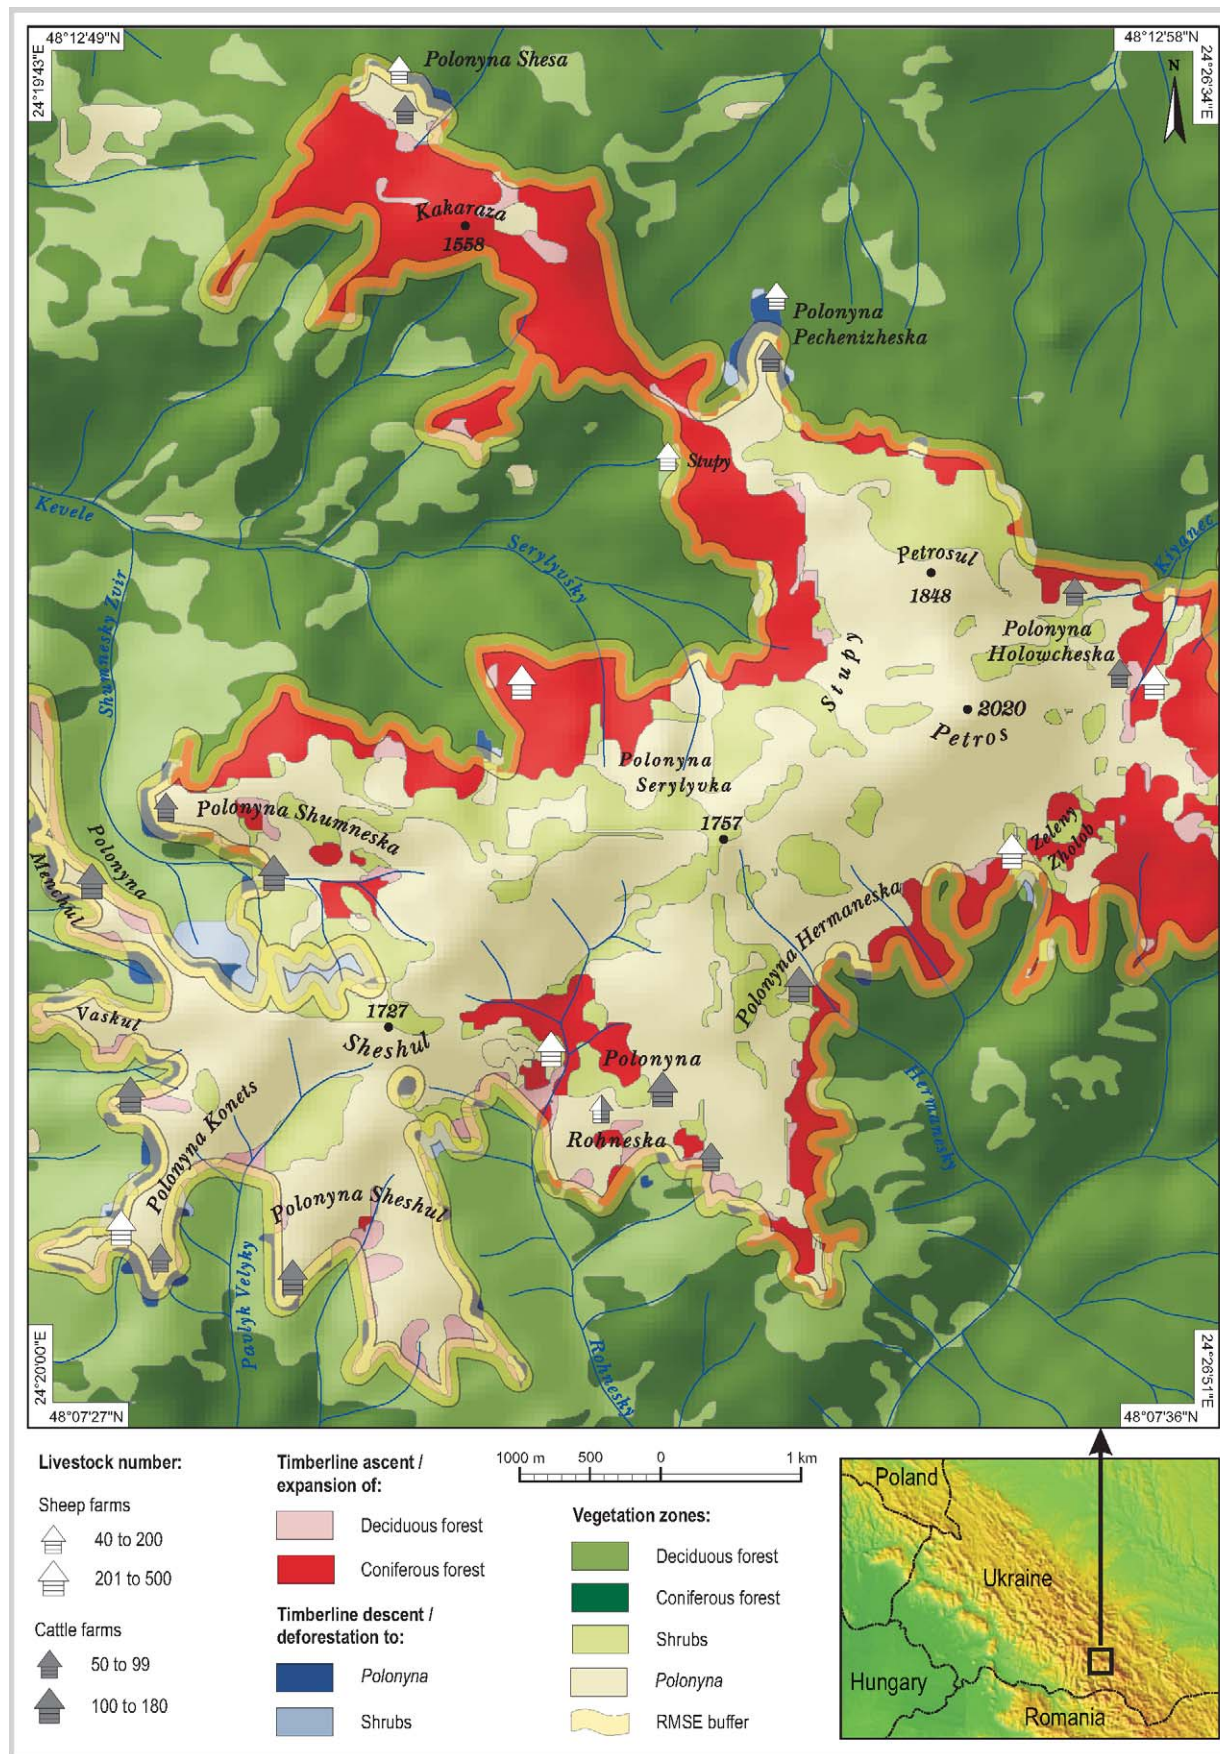 48°12'49"N
48°12'58"N
24°19'43"E
24°26'34"E
N
Polonyna Shesa
Kakaraza
1558
Polonyna
Pechenizheska
Stupy
Kevele
Serylyvsky
Shumnesky Zvir
Petrosul
1848
Kiyanec
Polonyna
Holowcheska
Stupy
2020
Petros
Polonyna
Serylyvka
1757
Polonyna Shumneska
Polonyna
Menchul
Zeleny
Zholob
Polonyna Hermaneska
Vaskul
1727
Sheshul
Polonyna
Rohneska
Hermanesky
Polonyna Konets
Polonyna Sheshul
Pavlyk Velyky
Rohnesky
24°20'00"E
24°26'51"E
48°07'27"N
48°07'36"N
Livestock number:
Sheep farms
40 to 200
201 to 500
Cattle farms
50 to 99
100 to 180
Timberline ascent /
expansion of:
Deciduous forest
Coniferous forest
Timberline descent /
deforestation to:
Polonyna
Shrubs
1000 m 500 0 1 km
Vegetation zones:
Deciduous forest
Coniferous forest
Shrubs
Polonyna
RMSE buffer
Poland
Ukraine
Hungary
Romania